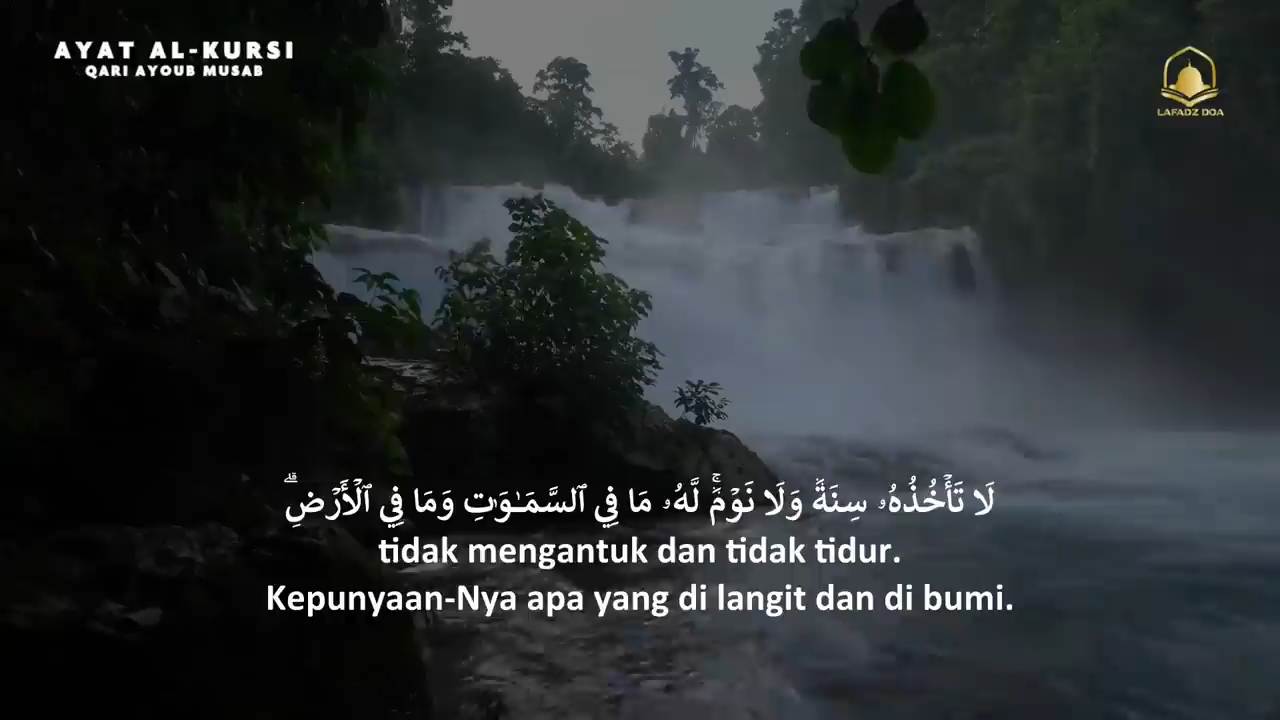 AYAT AL-KURSI
QARI AYOUB MUSAB
LAFADZ DOA
لَا تَأْخُذُهُۥ سِنَةٌ وَلَا نَوْمٌ ۚ لَّهُۥ مَا فِي ٱلسَّمَـٰوَٰتِ وَمَا فِي ٱلْأَرْضِ ۗ
tidak mengantuk dan tidak tidur.
Kepunyaan-Nya apa yang di langit dan di bumi.